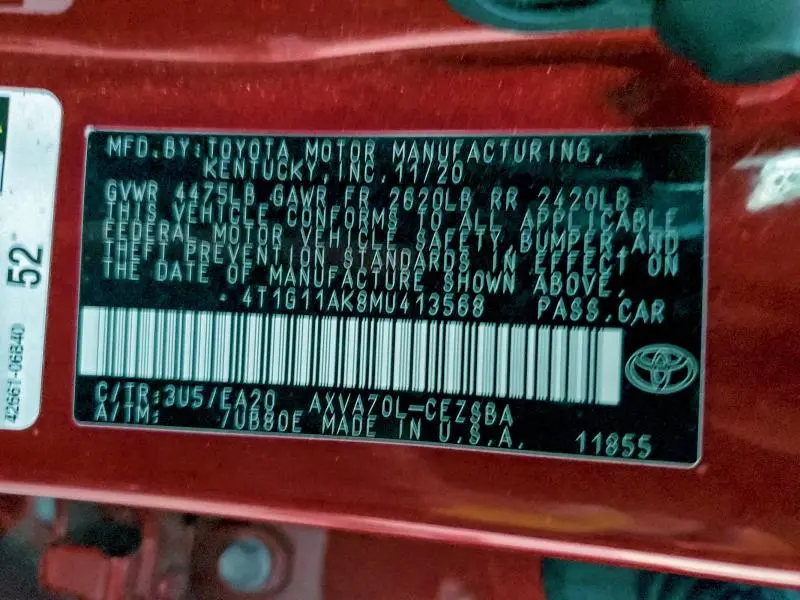 MFD.BY:TOYOTA MOTOR MANUFACTURING,
KENTUCKY,INC.11/20
GVWR 4475LB GAWR FR 2620LB RR 2420LB
THIS VEHICLE CONFORMS TO ALL APPLICABLE
FEDERAL MOTOR VEHICLE SAFETY,BUMPER,AND
THEFT PREVENTION STANDARDS IN EFFECT ON
THE DATE OF MANUFACTURE SHOWN ABOVE.
4T1G11AK8MU413568 PASS.CAR
C/TR:3U5/EA20 AXVA70L-CEZSBA
A/TM: /UB80E MADE IN U.S.A. 11855
52
42661-06B40